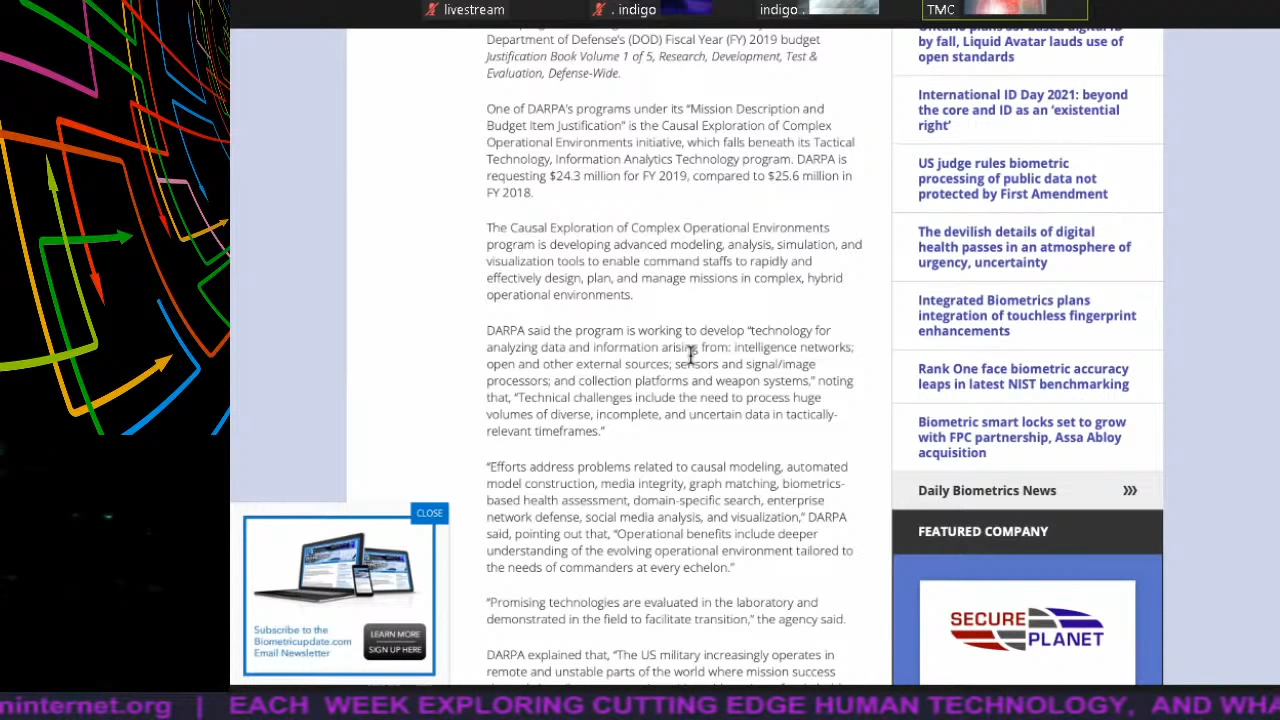 livestream
. indigo
indigo .
TMC
Department of Defense's (DOD) Fiscal Year (FY) 2019 budget
Justification Book Volume 1 of 5, Research, Development, Test &
Evaluation, Defense-Wide.
One of DARPA's programs under its “Mission Description and
Budget Item Justification” is the Causal Exploration of Complex
Operational Environments initiative, which falls beneath its Tactical
Technology, Information Analytics Technology program. DARPA is
requesting $24.3 million for FY 2019, compared to $25.6 million in
FY 2018.
The Causal Exploration of Complex Operational Environments
program is developing advanced modeling, analysis, simulation, and
visualization tools to enable command staffs to rapidly and
effectively design, plan, and manage missions in complex, hybrid
operational environments.
DARPA said the program is working to develop “technology for
analyzing data and information arising from: intelligence networks;
open and other external sources; sensors and signal/image
processors; and collection platforms and weapon systems,” noting
that, “Technical challenges include the need to process huge
volumes of diverse, incomplete, and uncertain data in tactically-
relevant timeframes.”
“Efforts address problems related to causal modeling, automated
model construction, media integrity, graph matching, biometrics-
based health assessment, domain-specific search, enterprise
network defense, social media analysis, and visualization,” DARPA
said, pointing out that, “Operational benefits include deeper
understanding of the evolving operational environment tailored to
the needs of commanders at every echelon.”
“Promising technologies are evaluated in the laboratory and
demonstrated in the field to facilitate transition,” the agency said.
DARPA explained that, “The US military increasingly operates in
remote and unstable parts of the world where mission success
by fall, Liquid Avatar lauds use of
open standards
International ID Day 2021: beyond
the core and ID as an ‘existential
right’
US judge rules biometric
processing of public data not
protected by First Amendment
The devilish details of digital
health passes in an atmosphere of
urgency, uncertainty
Integrated Biometrics plans
integration of touchless fingerprint
enhancements
Rank One face biometric accuracy
leaps in latest NIST benchmarking
Biometric smart locks set to grow
with FPC partnership, Assa Abloy
acquisition
Daily Biometrics News
FEATURED COMPANY
SECURE
PLANET
CLOSE
Subscribe to the
Biometricupdate.com
Email Newsletter
LEARN MORE
SIGN UP HERE
ninternet.org | EACH WEEK EXPLORING CUTTING EDGE HUMAN TECHNOLOGY, AND WHA